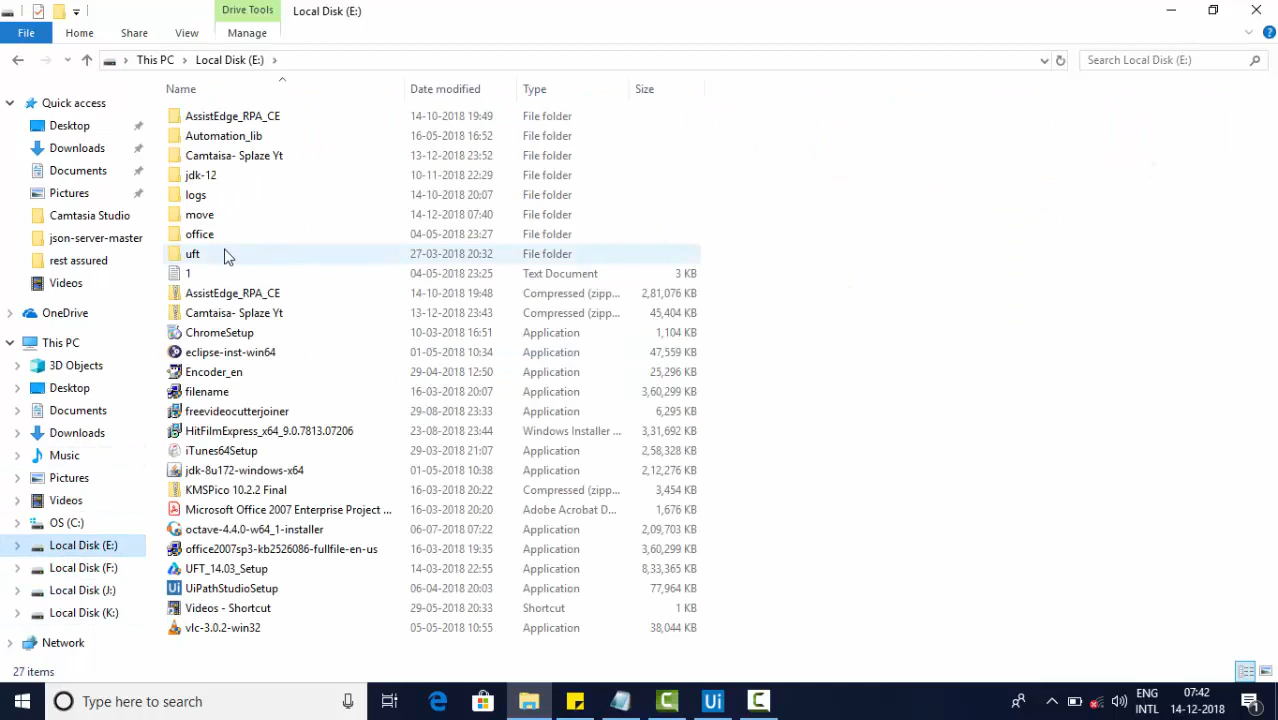 Drive Tools
Local Disk (E:)
File
Home
Share
View
Manage
This PC
Local Disk (E:)
Search Local Disk (E:)
Name
Date modified
Type
Size
Quick access
Desktop
Downloads
Documents
Pictures
Camtasia Studio
json-server-master
rest assured
Videos
OneDrive
This PC
3D Objects
Desktop
Documents
Downloads
Music
Pictures
Videos
OS (C:)
Local Disk (E:)
Local Disk (F:)
Local Disk (J:)
Local Disk (K:)
Network
AssistEdge_RPA_CE 14-10-2018 19:49 File folder
Automation_lib 16-05-2018 16:52 File folder
Camtaisa- Splaze Yt 13-12-2018 23:52 File folder
jdk-12 10-11-2018 22:29 File folder
logs 14-10-2018 20:07 File folder
move 14-12-2018 07:40 File folder
office 04-05-2018 23:27 File folder
uft 27-03-2018 20:32 File folder
1 04-05-2018 23:25 Text Document 3 KB
AssistEdge_RPA_CE 14-10-2018 19:48 Compressed (zipp... 2,81,076 KB
Camtaisa- Splaze Yt 13-12-2018 23:43 Compressed (zipp... 45,404 KB
ChromeSetup 10-03-2018 16:51 Application 1,104 KB
eclipse-inst-win64 01-05-2018 10:34 Application 47,559 KB
Encoder_en 29-04-2018 12:50 Application 25,296 KB
filename 16-03-2018 20:07 Application 3,60,299 KB
freevideocutterjoiner 29-08-2018 23:33 Application 6,295 KB
HitFilmExpress_x64_9.0.7813.07206 23-08-2018 23:44 Windows Installer ... 3,31,692 KB
iTunes64Setup 29-03-2018 21:07 Application 2,58,328 KB
jdk-8u172-windows-x64 01-05-2018 10:38 Application 2,12,276 KB
KMSPico 10.2.2 Final 16-03-2018 20:22 Compressed (zipp... 3,454 KB
Microsoft Office 2007 Enterprise Project ... 16-03-2018 20:20 Adobe Acrobat D... 1,676 KB
octave-4.4.0-w64_1-installer 06-07-2018 07:22 Application 2,09,703 KB
office2007sp3-kb2526086-fullfile-en-us 16-03-2018 19:35 Application 3,60,299 KB
UFT_14.03_Setup 14-03-2018 22:55 Application 8,33,365 KB
UiPathStudioSetup 06-04-2018 20:03 Application 77,964 KB
Videos - Shortcut 29-05-2018 20:33 Shortcut 1 KB
vlc-3.0.2-win32 05-05-2018 10:55 Application 38,044 KB
27 items
Type here to search
Ui
ENG
INTL
07:42
14-12-2018
1